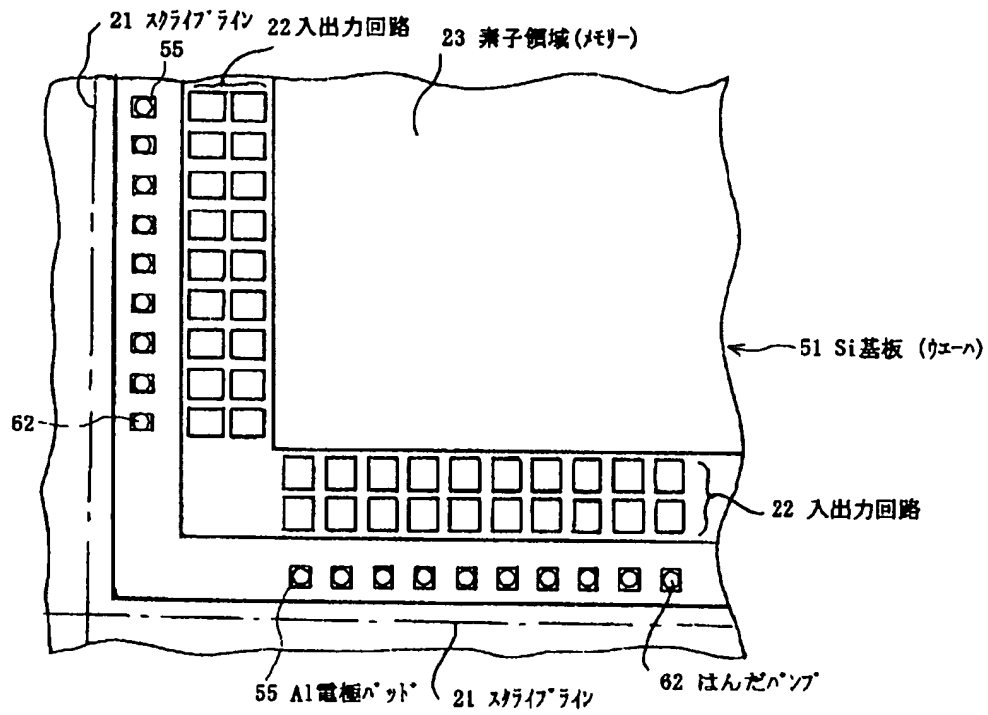 21 スクライブライン
55
22入出力回路
23 素子領域(メモリー)
51 Si基板 (ウエーハ)
62
22 入出力回路
55 Al電極パッド
21 スクライブライン
62 はんだバンプ